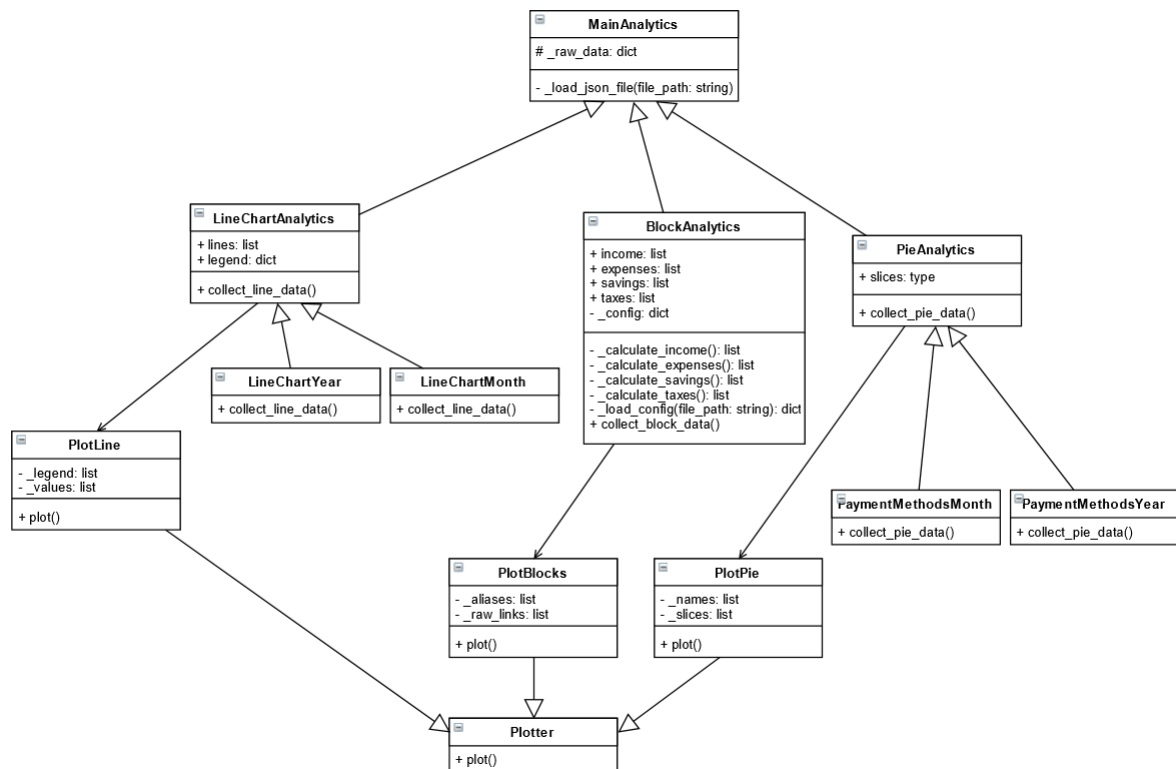 MainAnalytics
# _raw_data: dict
- _load_json_file(file_path: string)
LineChartAnalytics
+ lines: list
+ legend: dict
+ collect_line_data()
BlockAnalytics
+ income: list
+ expenses: list
+ savings: list
+ taxes: list
- _config: dict
- _calculate_income(): list
- _calculate_expenses(): list
- _calculate_savings(): list
- _calculate_taxes(): list
- _load_config(file_path: string): dict
+ collect_block_data()
PieAnalytics
+ slices: type
+ collect_pie_data()
LineChartYear
+ collect_line_data()
LineChartMonth
+ collect_line_data()
PlotLine
- _legend: list
- _values: list
+ plot()
PaymentMethodsMonth
+ collect_pie_data()
PaymentMethodsYear
+ collect_pie_data()
PlotBlocks
- _aliases: list
- _raw_links: list
+ plot()
PlotPie
- _names: list
- _slices: list
+ plot()
Plotter
+ plot()